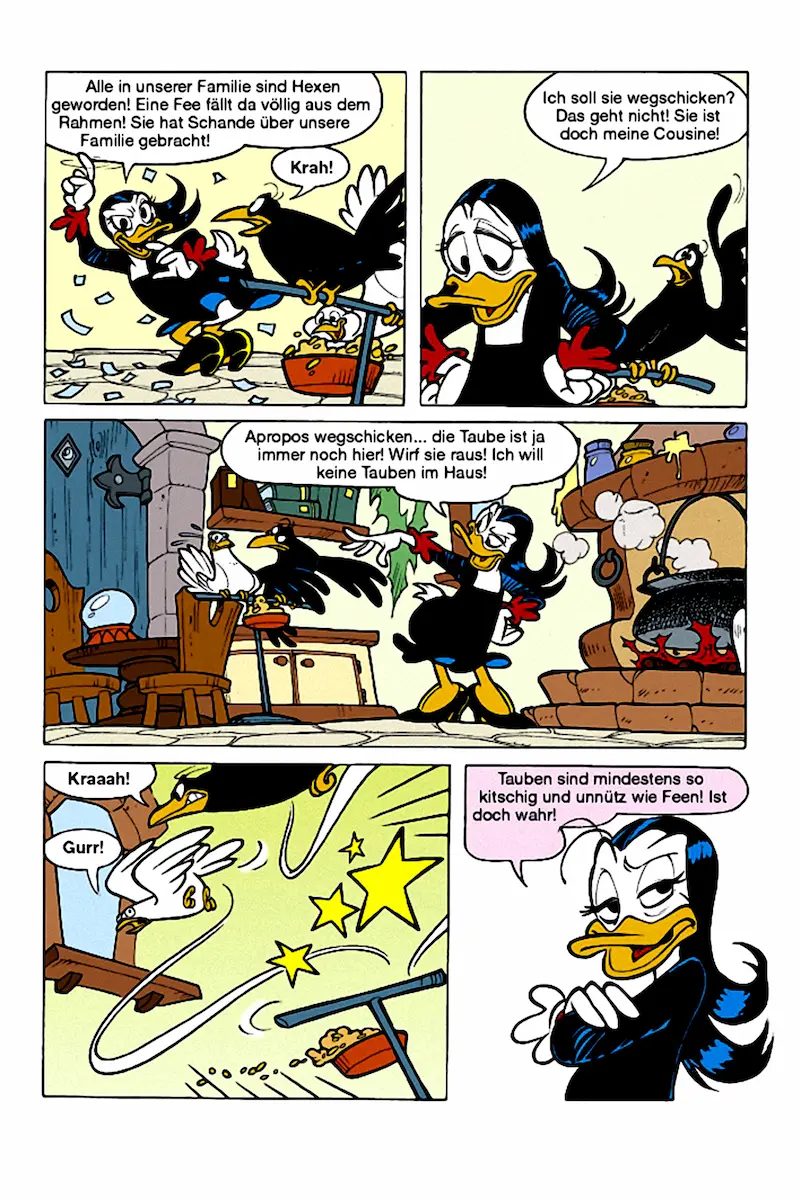 Alle in unserer Familie sind Hexen
geworden! Eine Fee fällt da völlig aus dem
Rahmen! Sie hat Schande über unsere
Familie gebracht!
Krah!
Ich soll sie wegschicken?
Das geht nicht! Sie ist
doch meine Cousine!
Apropos wegschicken... die Taube ist ja
immer noch hier! Wirf sie raus! Ich will
keine Tauben im Haus!
Kraaah!
Gurr!
Tauben sind mindestens so
kitschig und unnütz wie Feen! Ist
doch wahr!